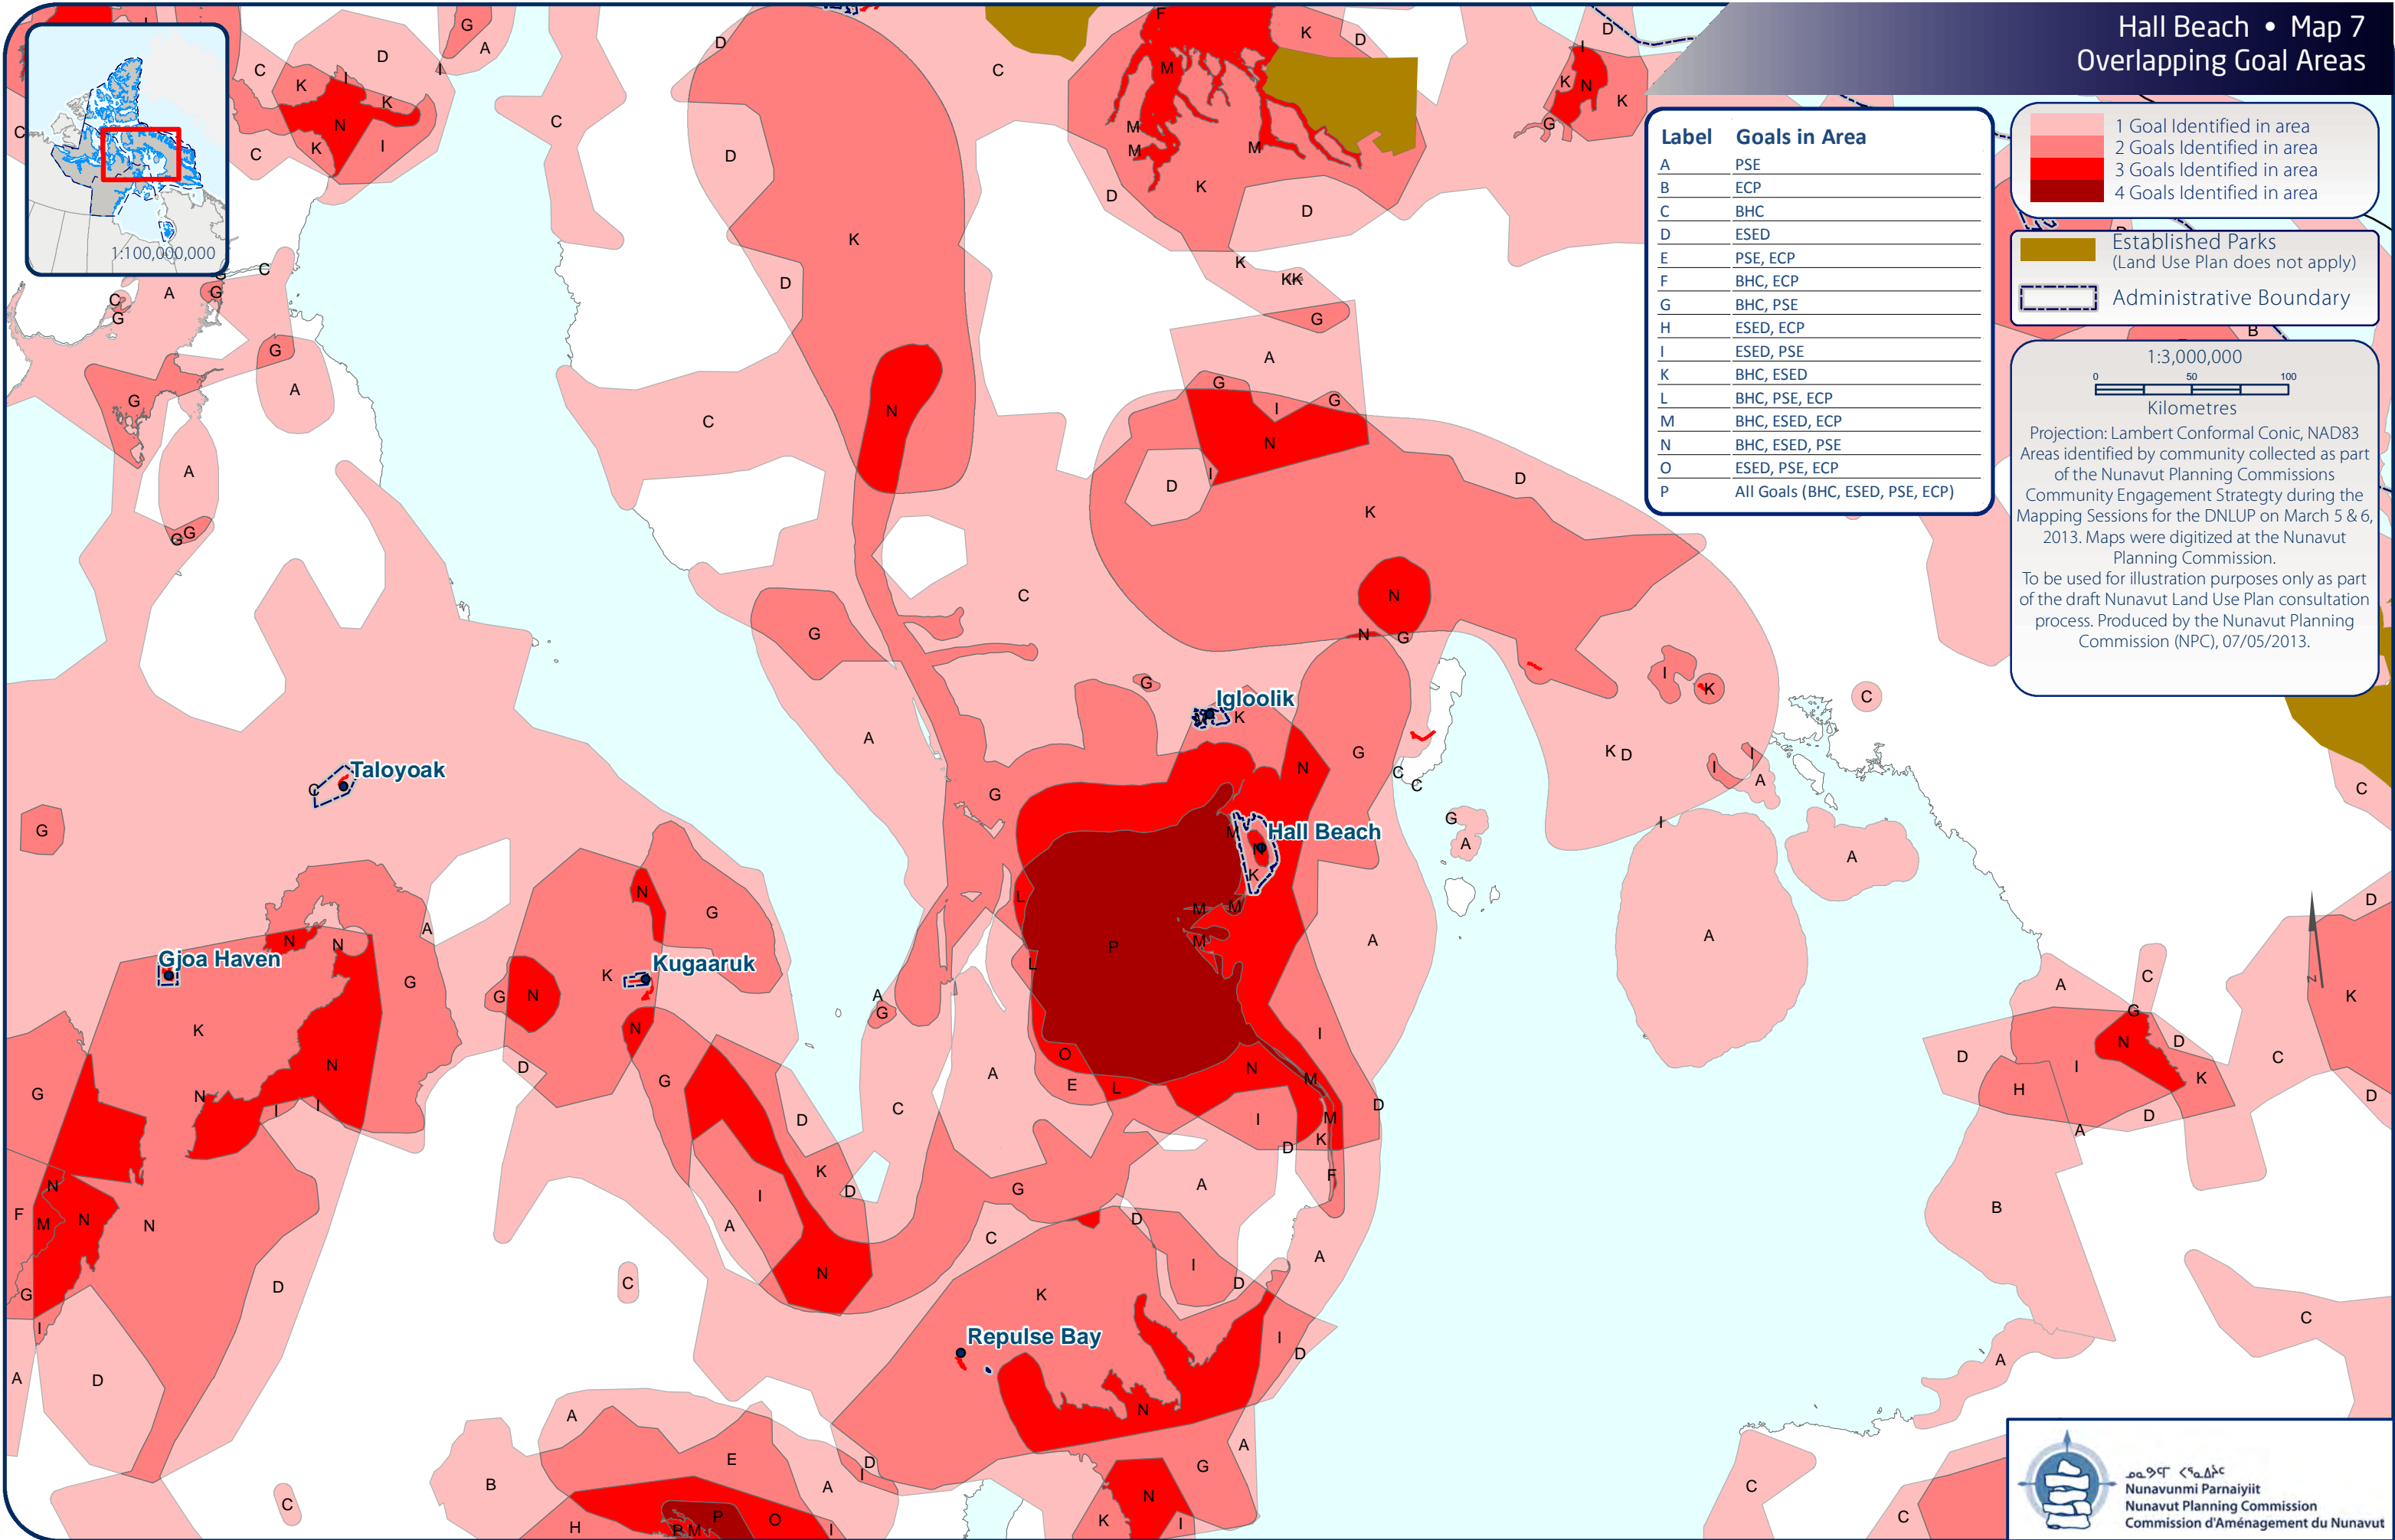 Hall Beach • Map 7
Overlapping Goal Areas
1:100,000,000
Label Goals in Area
A PSE
B ECP
C BHC
D ESED
E PSE, ECP
F BHC, ECP
G BHC, PSE
H ESED, ECP
I ESED, PSE
K BHC, ESED
L BHC, PSE, ECP
M BHC, ESED, ECP
N BHC, ESED, PSE
O ESED, PSE, ECP
P All Goals (BHC, ESED, PSE, ECP)
1 Goal Identified in area
2 Goals Identified in area
3 Goals Identified in area
4 Goals Identified in area
Established Parks
(Land Use Plan does not apply)
Administrative Boundary
1:3,000,000
0 50 100
Kilometres
Projection: Lambert Conformal Conic, NAD83
Areas identified by community collected as part
of the Nunavut Planning Commissions
Community Engagement Strategty during the
Mapping Sessions for the DNLUP on March 5 & 6,
2013. Maps were digitized at the Nunavut
Planning Commission.
To be used for illustration purposes only as part
of the draft Nunavut Land Use Plan consultation
process. Produced by the Nunavut Planning
Commission (NPC), 07/05/2013.
Igloolik
Taloyoak
Hall Beach
Gjoa Haven
Kugaaruk
Repulse Bay
ᓄᓇᕗᒻᒥ ᐸᕐᓇᐃᔩᑦ
Nunavunmi Parnaiyiit
Nunavut Planning Commission
Commission d'Aménagement du Nunavut